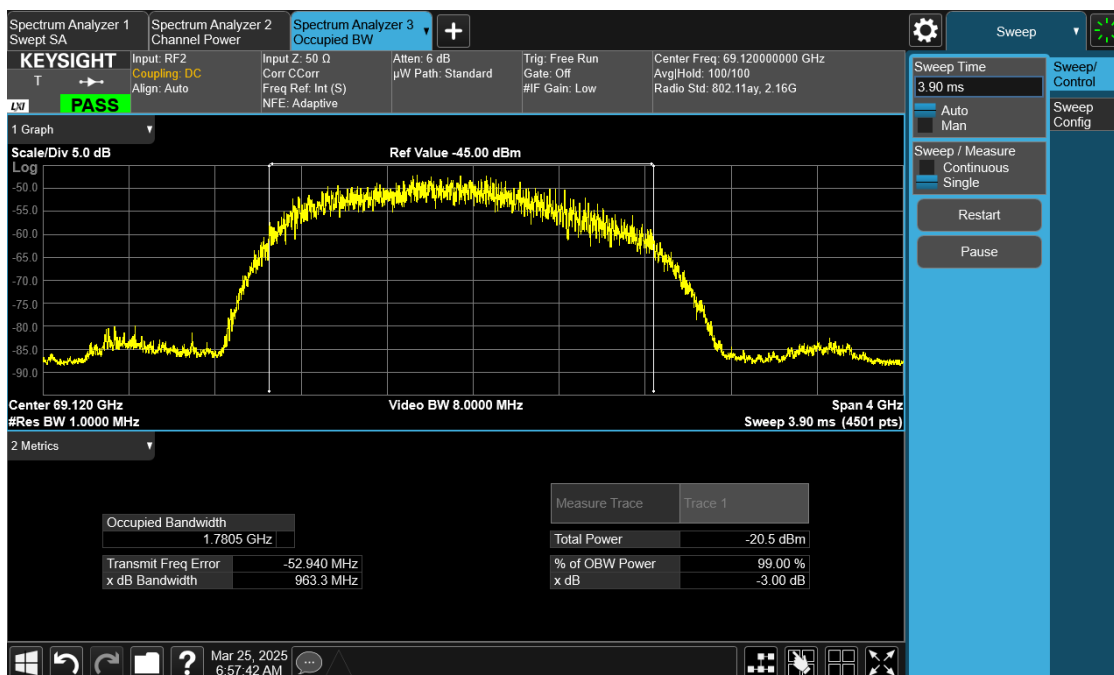 Spectrum Analyzer 1
Swept SA
Spectrum Analyzer 2
Channel Power
Spectrum Analyzer 3
Occupied BW
Sweep
KEYSIGHT
T
LXI
PASS
Input: RF2
Coupling: DC
Align: Auto
Input Z: 50 Ω
Corr CCorr
Freq Ref: Int (S)
NFE: Adaptive
Atten: 6 dB
µW Path: Standard
Trig: Free Run
Gate: Off
#IF Gain: Low
Center Freq: 69.120000000 GHz
Avg|Hold: 100/100
Radio Std: 802.11ay, 2.16G
Sweep Time
3.90 ms
Auto
Man
Sweep / Measure
Continuous
Single
Restart
Pause
Sweep/
Control
Sweep
Config
1 Graph
Scale/Div 5.0 dB
Ref Value -45.00 dBm
Log
-50.0
-55.0
-60.0
-65.0
-70.0
-75.0
-80.0
-85.0
-90.0
Center 69.120 GHz
Video BW 8.0000 MHz
Span 4 GHz
#Res BW 1.0000 MHz
Sweep 3.90 ms (4501 pts)
2 Metrics
Measure Trace
Trace 1
Occupied Bandwidth
1.7805 GHz
Total Power
-20.5 dBm
Transmit Freq Error
-52.940 MHz
% of OBW Power
99.00 %
x dB Bandwidth
963.3 MHz
x dB
-3.00 dB
?
Mar 25, 2025
6:57:42 AM